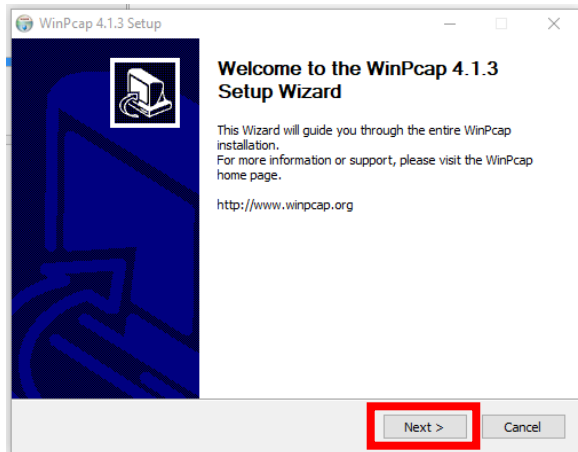 WinPcap 4.1.3 Setup
Welcome to the WinPcap 4.1.3
Setup Wizard
This Wizard will guide you through the entire WinPcap
installation.
For more information or support, please visit the WinPcap
home page.
http://www.winpcap.org
Next >
Cancel